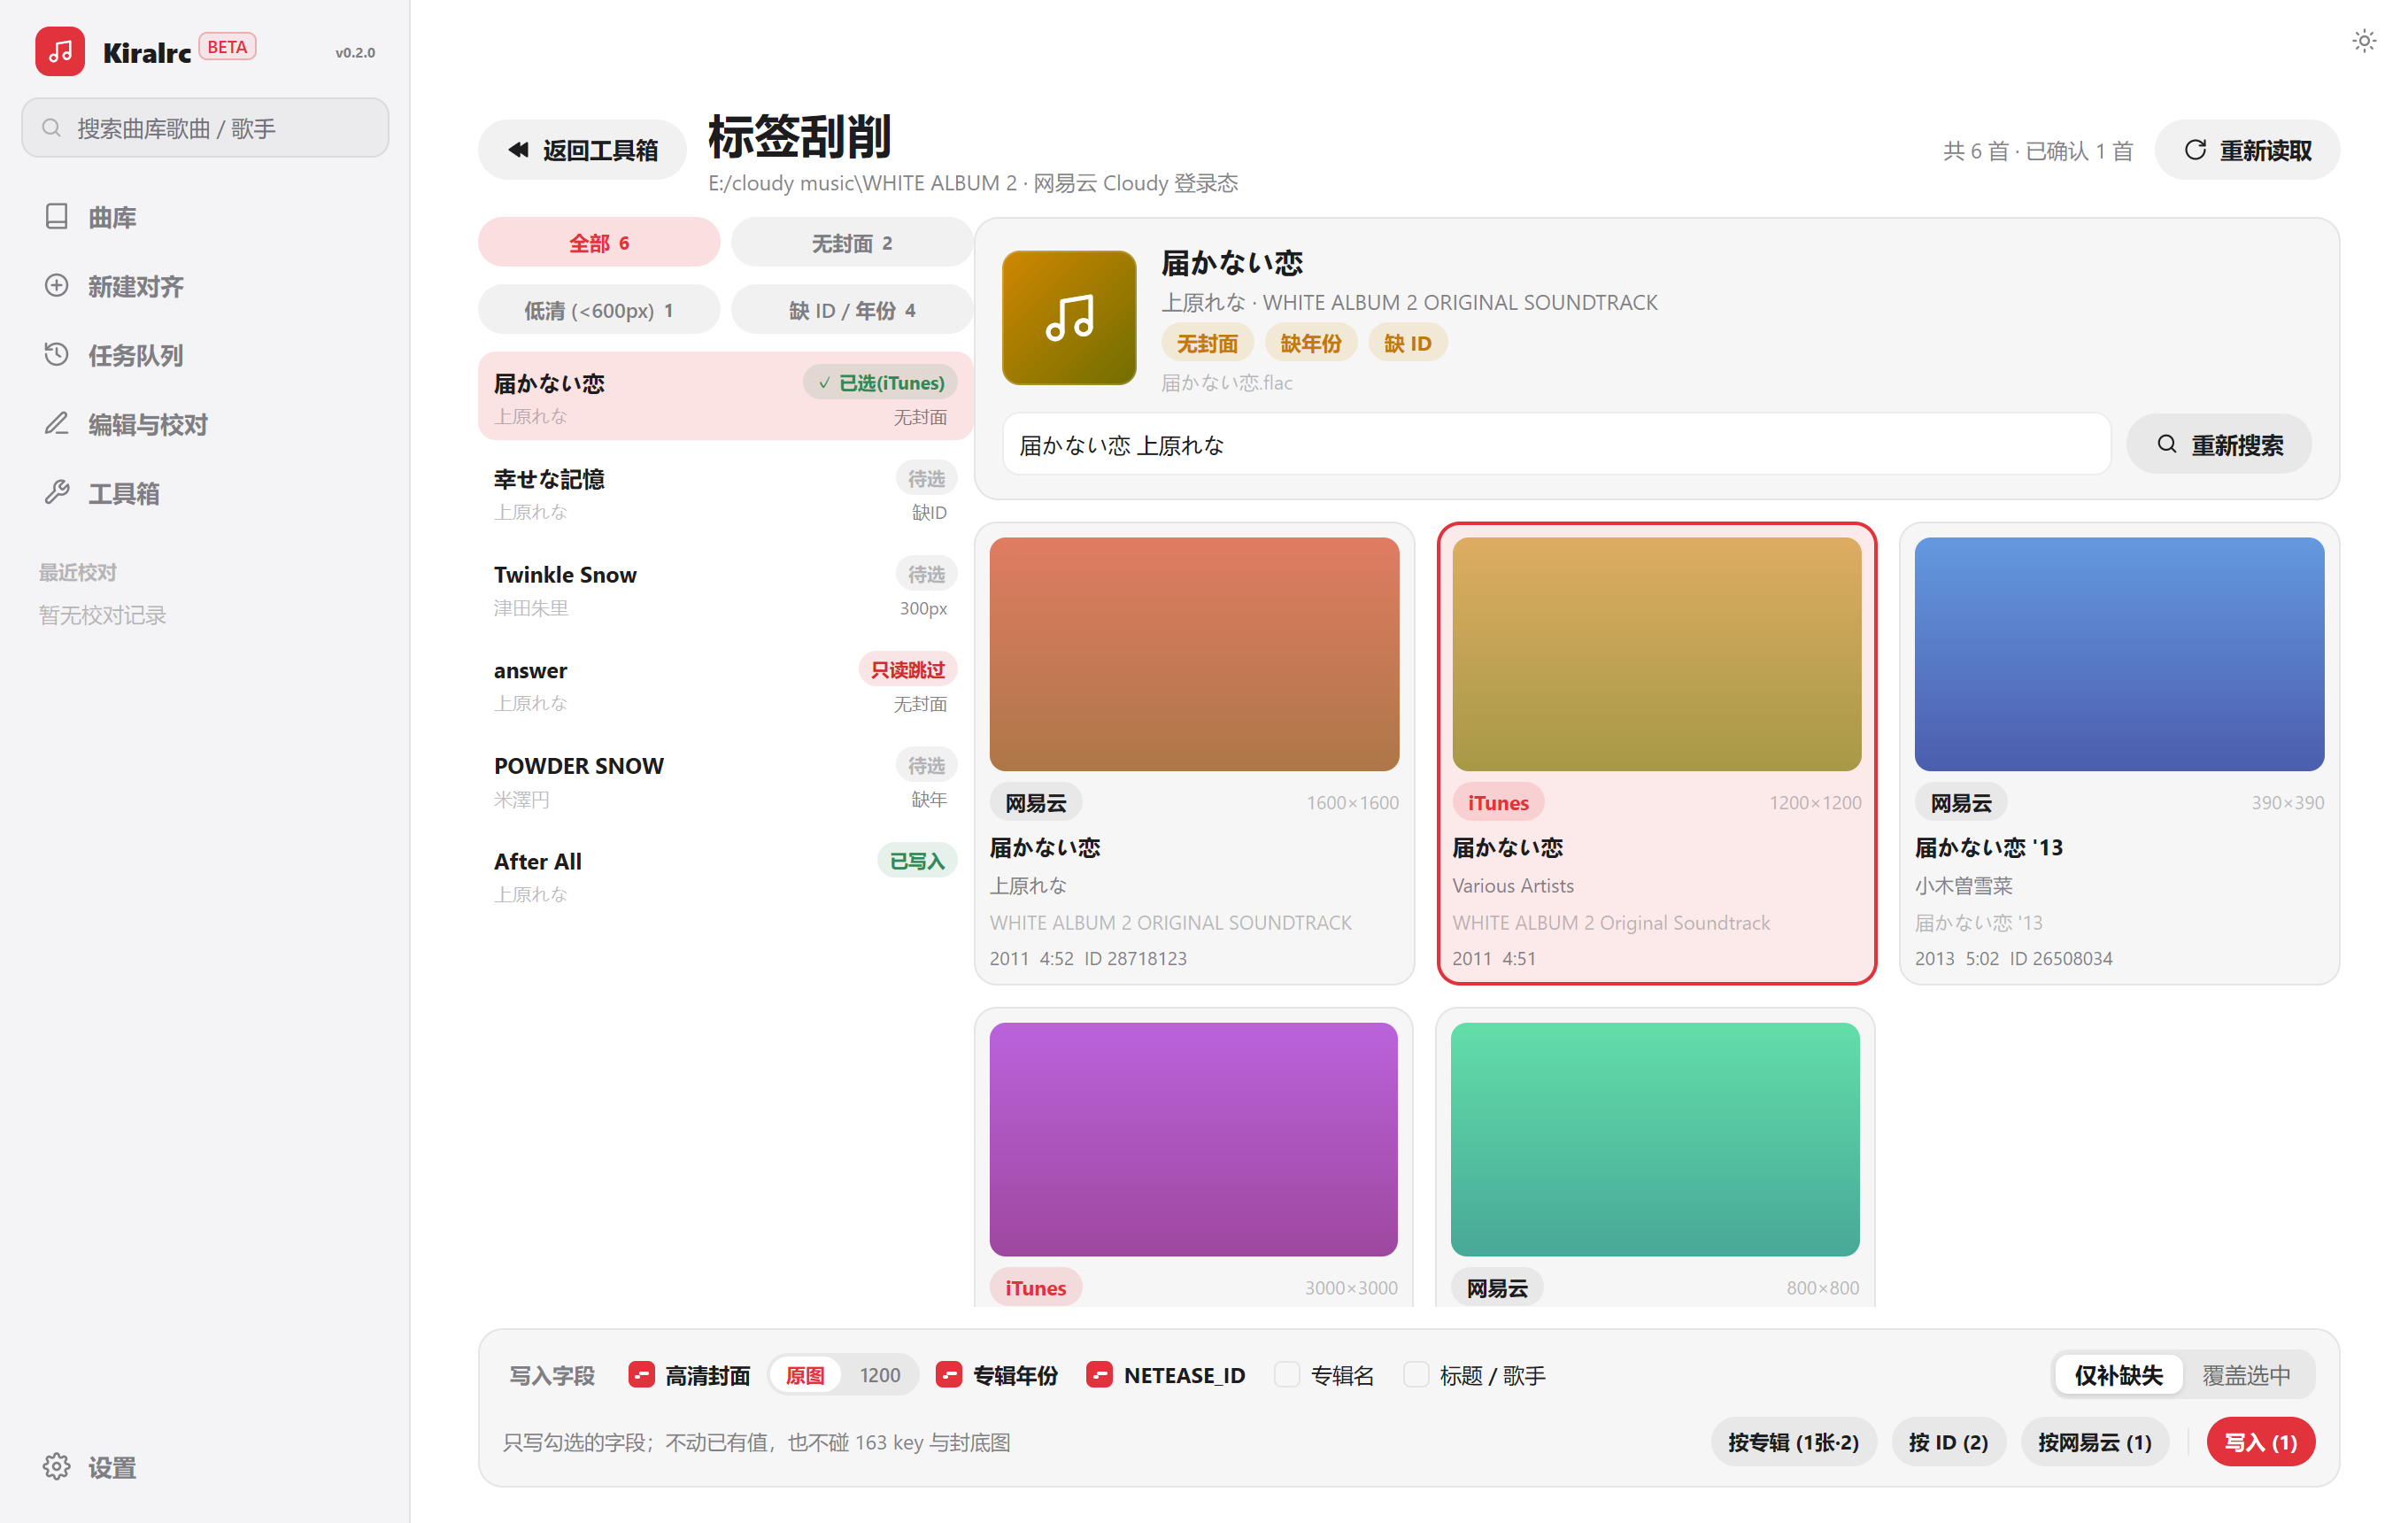 Kiralrc BETA v0.2.0
搜索曲库歌曲 / 歌手
曲库
新建对齐
任务队列
编辑与校对
工具箱
最近校对
暂无校对记录
设置
返回工具箱
标签刮削
E:/cloudy music\WHITE ALBUM 2 · 网易云 Cloudy 登录态
共 6 首 · 已确认 1 首
重新读取
全部 6
无封面 2
低清 (<600px) 1
缺 ID / 年份 4
届かない恋 ✓ 已选(iTunes)
上原れな 无封面
幸せな記憶 待选
上原れな 缺ID
Twinkle Snow 待选
津田朱里 300px
answer 只读跳过
上原れな 无封面
POWDER SNOW 待选
米澤円 缺年
After All 已写入
上原れな
届かない恋
上原れな · WHITE ALBUM 2 ORIGINAL SOUNDTRACK
无封面 缺年份 缺 ID
届かない恋.flac
届かない恋 上原れな
重新搜索
网易云 1600×1600
届かない恋
上原れな
WHITE ALBUM 2 ORIGINAL SOUNDTRACK
2011 4:52 ID 28718123
iTunes 1200×1200
届かない恋
Various Artists
WHITE ALBUM 2 Original Soundtrack
2011 4:51
网易云 390×390
届かない恋 '13
小木曽雪菜
届かない恋 '13
2013 5:02 ID 26508034
iTunes 3000×3000
网易云 800×800
写入字段 高清封面 原图 1200 专辑年份 NETEASE_ID 专辑名 标题 / 歌手
仅补缺失 覆盖选中
只写勾选的字段；不动已有值，也不碰 163 key 与封底图
按专辑 (1张·2) 按 ID (2) 按网易云 (1) 写入 (1)